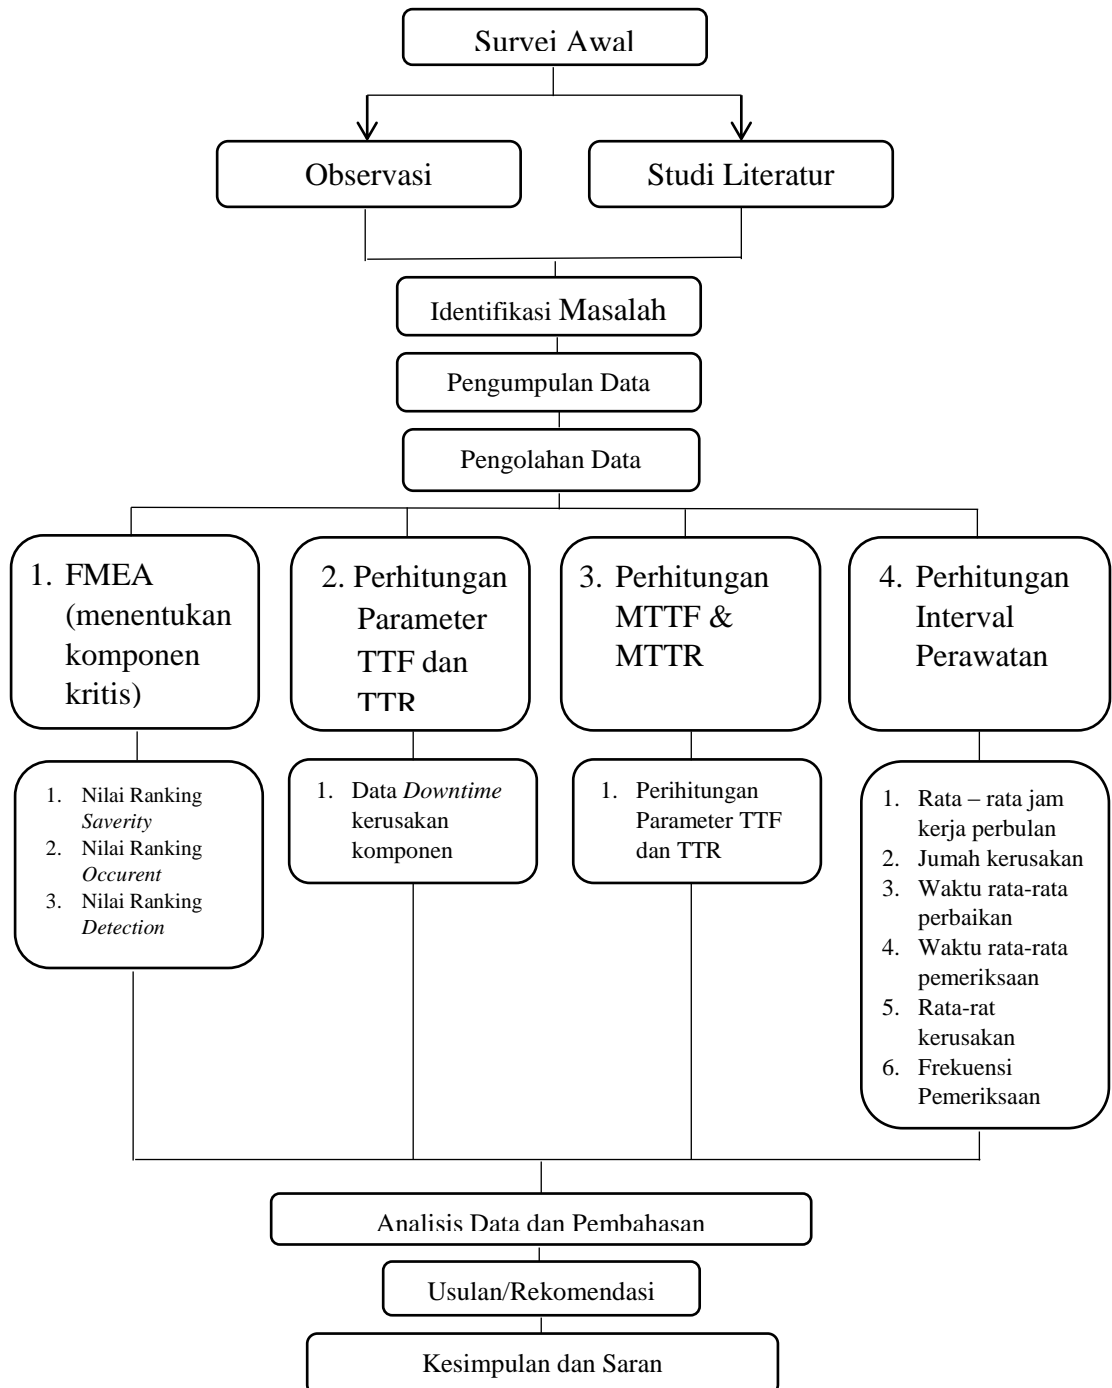 Survei Awal
Observasi
Studi Literatur
Identifikasi Masalah
Pengumpulan Data
Pengolahan Data
1. FMEA
(menentukan
komponen
kritis)
2. Perhitungan
Parameter
TTF dan
TTR
3. Perhitungan
MTTF &
MTTR
4. Perhitungan
Interval
Perawatan
1. Nilai Ranking
Saverity
2. Nilai Ranking
Occurent
3. Nilai Ranking
Detection
1. Data Downtime
kerusakan
komponen
1. Perihitungan
Parameter TTF
dan TTR
1. Rata – rata jam
kerja perbulan
2. Jumah kerusakan
3. Waktu rata-rata
perbaikan
4. Waktu rata-rata
pemeriksaan
5. Rata-rat
kerusakan
6. Frekuensi
Pemeriksaan
Analisis Data dan Pembahasan
Usulan/Rekomendasi
Kesimpulan dan Saran